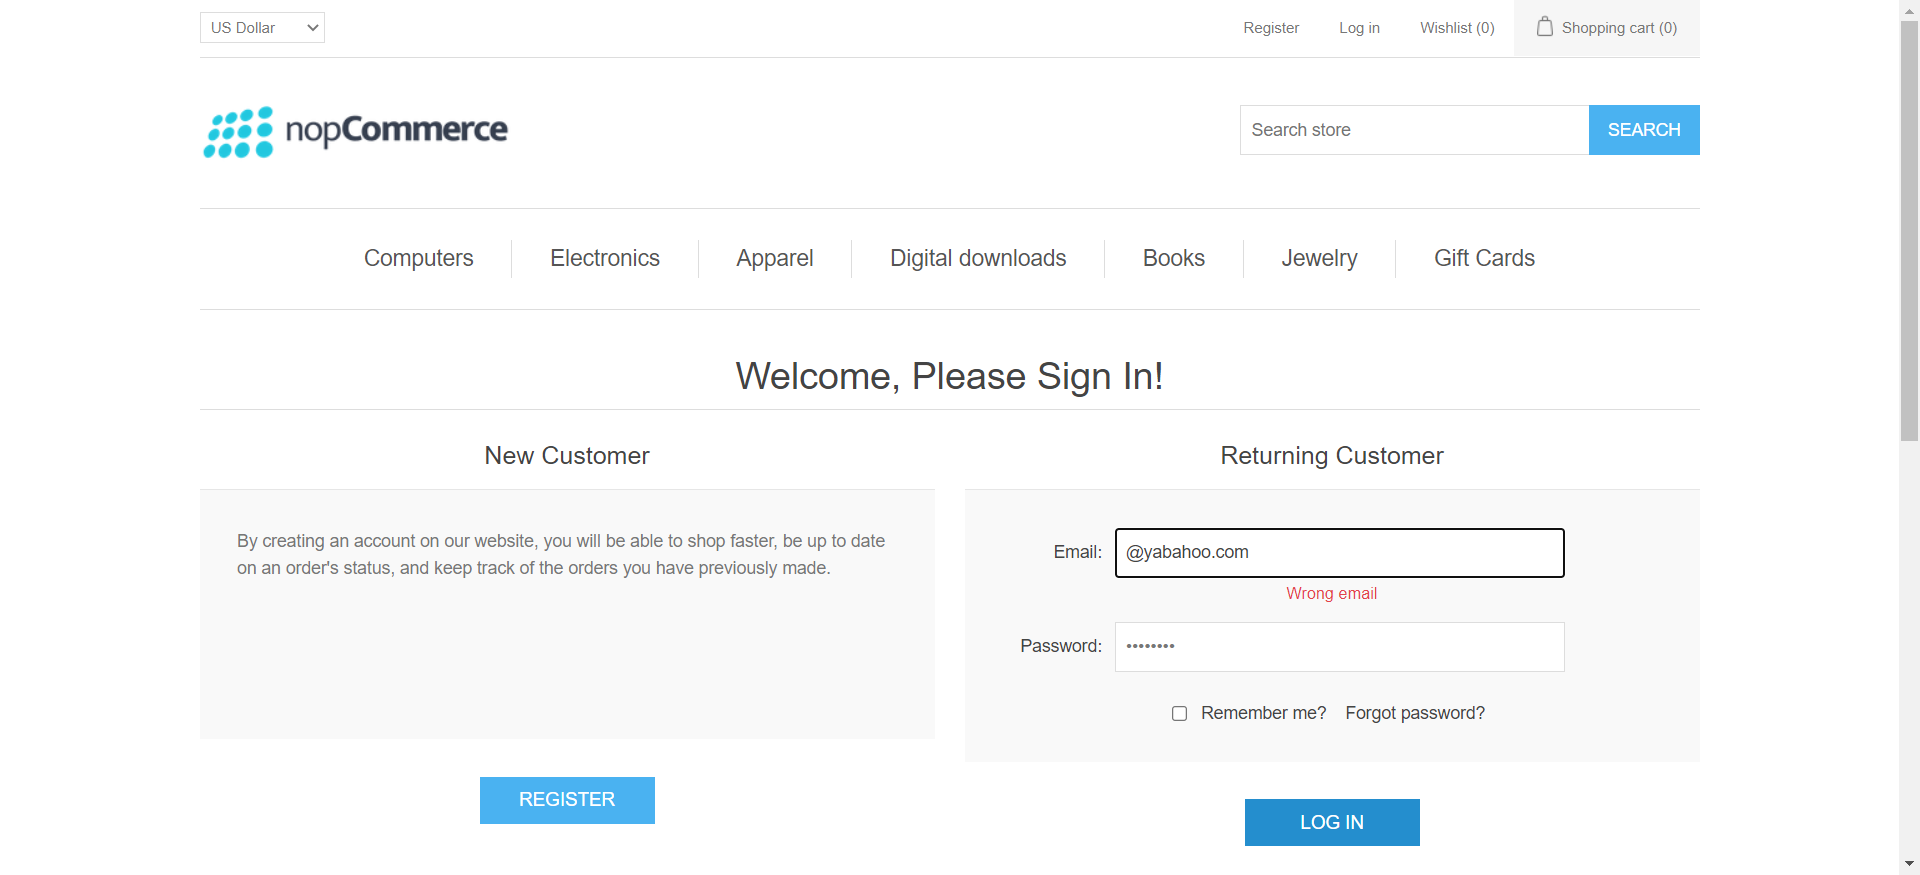 US Dollar
Register
Log in
Wishlist (0)
Shopping cart (0)
nopCommerce
Search store
SEARCH
Computers
Electronics
Apparel
Digital downloads
Books
Jewelry
Gift Cards
Welcome, Please Sign In!
New Customer
By creating an account on our website, you will be able to shop faster, be up to date
on an order's status, and keep track of the orders you have previously made.
REGISTER
Returning Customer
Email:
@yabahoo.com
Wrong email
Password:
••••••••
Remember me?
Forgot password?
LOG IN